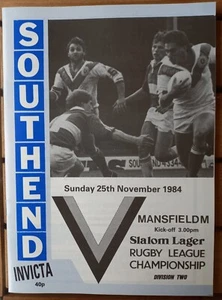 SOUTHEND
INVICTA
40p
Sunday 25th November 1984
MANSFIELD M
Kick-off 3.00pm
Slalom Lager
RUGBY LEAGUE
CHAMPIONSHIP
DIVISION TWO